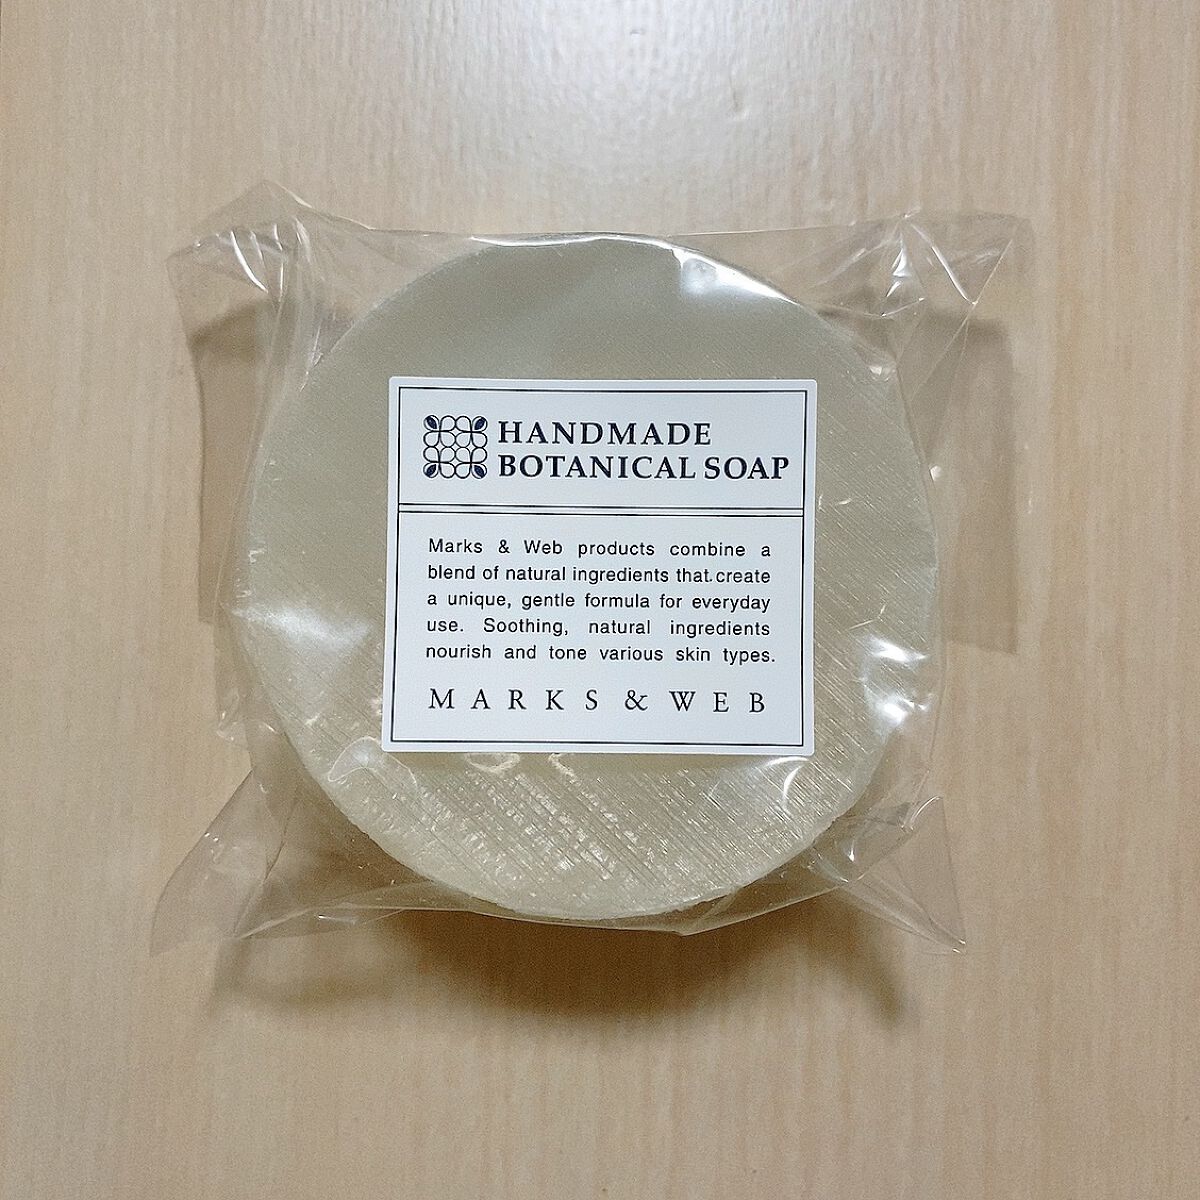 HANDMADE
BOTANICAL SOAP
Marks & Web products combine a
blend of natural ingredients that create
a unique, gentle formula for everyday
use. Soothing, natural ingredients
nourish and tone various skin types.
MARKS & WEB